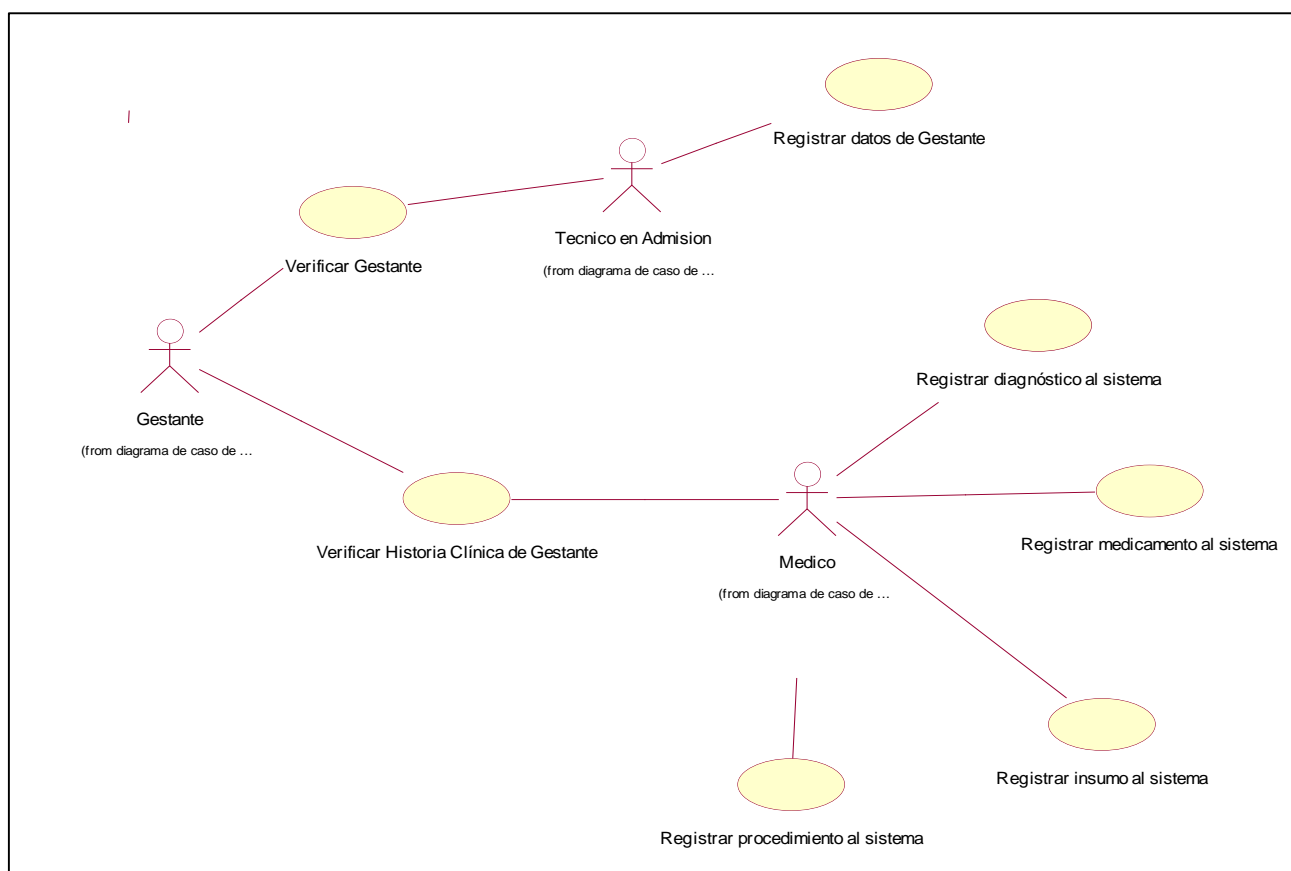 Registrar datos de Gestante
Tecnico en Admision
(from diagrama de caso de ...
Verificar Gestante
Gestante
(from diagrama de caso de ...
Registrar diagnóstico al sistema
Verificar Historia Clínica de Gestante
Medico
(from diagrama de caso de ...
Registrar medicamento al sistema
Registrar insumo al sistema
Registrar procedimiento al sistema